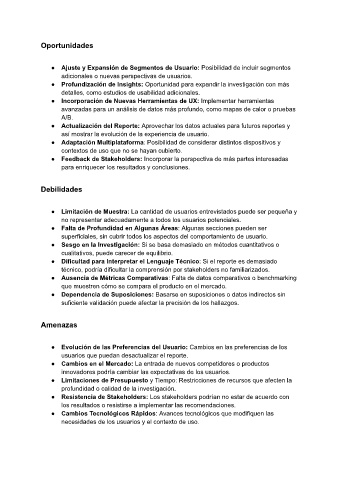 Oportunidades
● Ajuste y Expansión de Segmentos de Usuario: Posibilidad de incluir segmentos
adicionales o nuevas perspectivas de usuarios.
● Profundización de Insights: Oportunidad para expandir la investigación con más
detalles, como estudios de usabilidad adicionales.
● Incorporación de Nuevas Herramientas de UX: Implementar herramientas
avanzadas para un análisis de datos más profundo, como mapas de calor o pruebas
A/B.
● Actualización del Reporte: Aprovechar los datos actuales para futuros reportes y
así mostrar la evolución de la experiencia de usuario.
● Adaptación Multiplataforma: Posibilidad de considerar distintos dispositivos y
contextos de uso que no se hayan cubierto.
● Feedback de Stakeholders: Incorporar la perspectiva de más partes interesadas
para enriquecer los resultados y conclusiones.
Debilidades
● Limitación de Muestra: La cantidad de usuarios entrevistados puede ser pequeña y
no representar adecuadamente a todos los usuarios potenciales.
● Falta de Profundidad en Algunas Áreas: Algunas secciones pueden ser
superficiales, sin cubrir todos los aspectos del comportamiento de usuario.
● Sesgo en la Investigación: Si se basa demasiado en métodos cuantitativos o
cualitativos, puede carecer de equilibrio.
● Dificultad para Interpretar el Lenguaje Técnico: Si el reporte es demasiado
técnico, podría dificultar la comprensión por stakeholders no familiarizados.
● Ausencia de Métricas Comparativas: Falta de datos comparativos o benchmarking
que muestren cómo se compara el producto en el mercado.
● Dependencia de Suposiciones: Basarse en suposiciones o datos indirectos sin
suficiente validación puede afectar la precisión de los hallazgos.
Amenazas
● Evolución de las Preferencias del Usuario: Cambios en las preferencias de los
usuarios que puedan desactualizar el reporte.
● Cambios en el Mercado: La entrada de nuevos competidores o productos
innovadores podría cambiar las expectativas de los usuarios.
● Limitaciones de Presupuesto y Tiempo: Restricciones de recursos que afecten la
profundidad o calidad de la investigación.
● Resistencia de Stakeholders: Los stakeholders podrían no estar de acuerdo con
los resultados o resistirse a implementar las recomendaciones.
● Cambios Tecnológicos Rápidos: Avances tecnológicos que modifiquen las
necesidades de los usuarios y el contexto de uso.